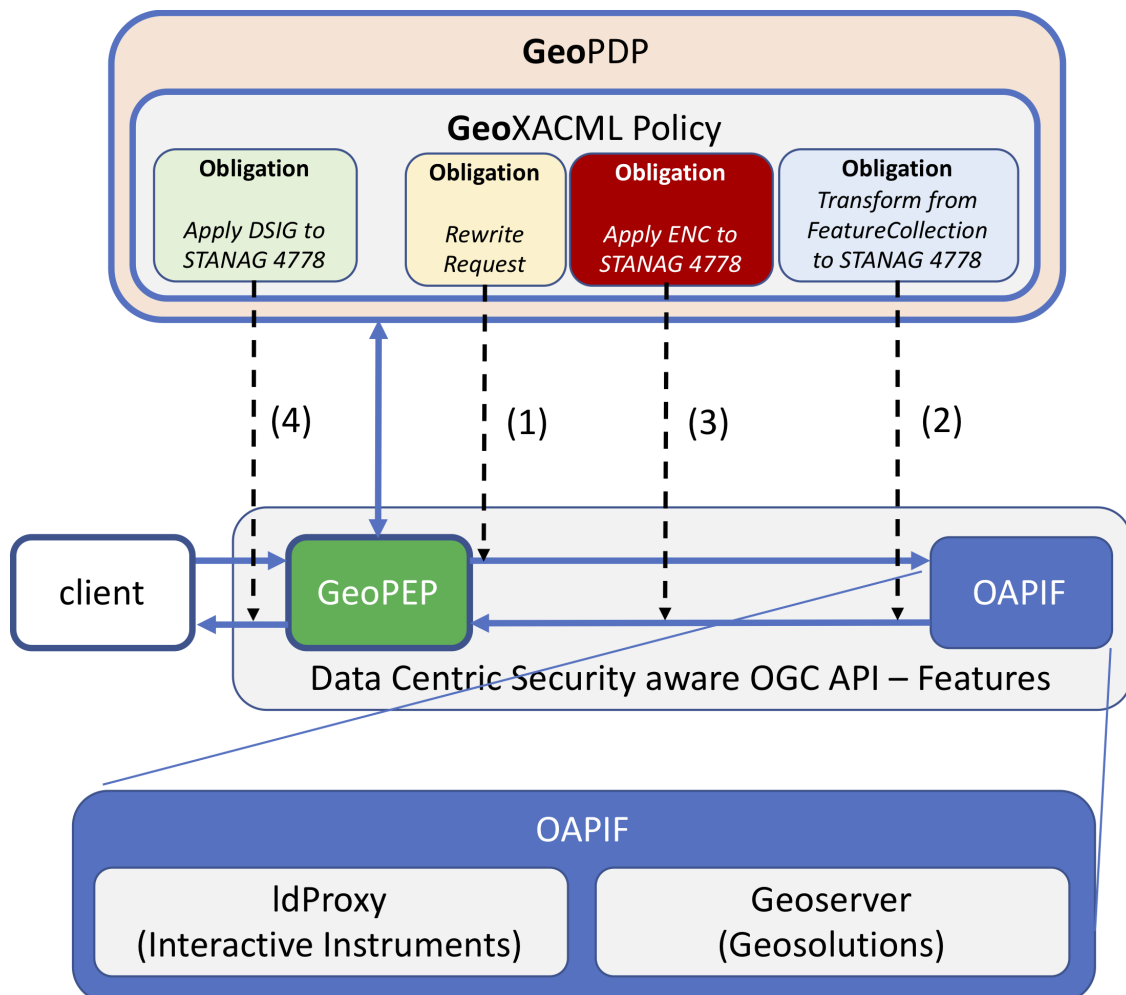 GeoPDP
GeoXACML Policy
Obligation
Apply DSIG to
STANAG 4778
Obligation
Rewrite
Request
Obligation
Apply ENC to
STANAG 4778
Obligation
Transform from
FeatureCollection
to STANAG 4778
(4)
(1)
(3)
(2)
client
GeoPEP
OAPIF
Data Centric Security aware OGC API – Features
OAPIF
ldProxy
(Interactive Instruments)
Geoserver
(Geosolutions)